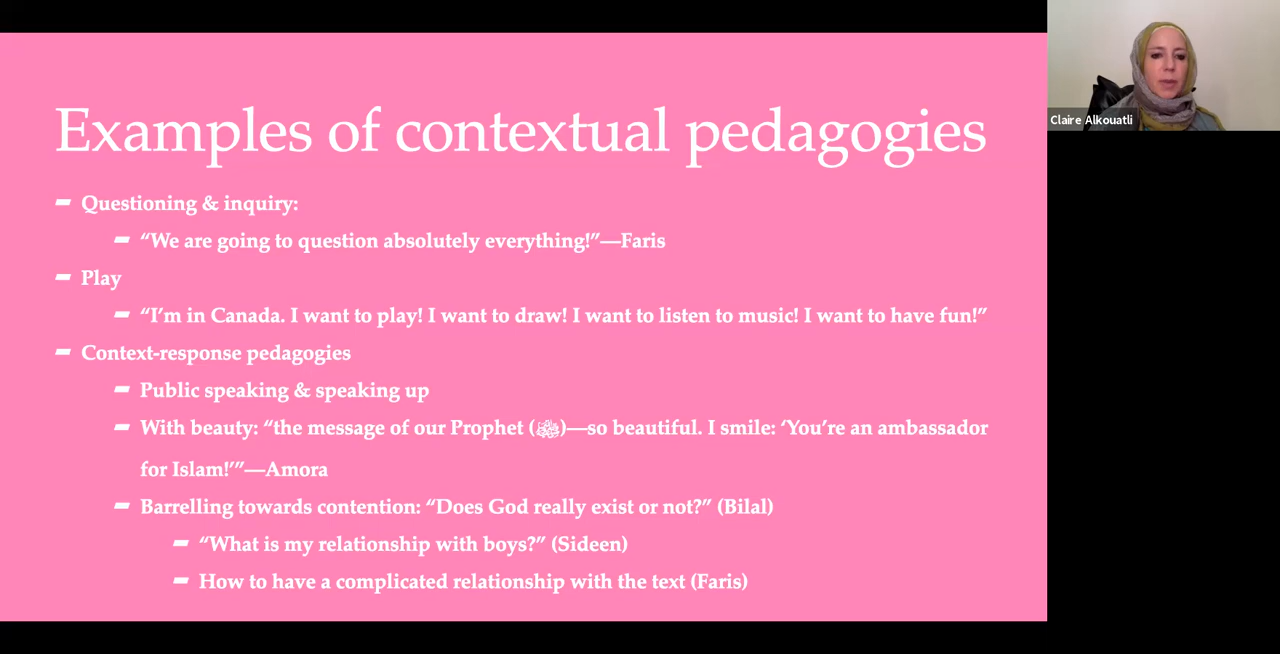 Examples of contextual pedagogies
Questioning & inquiry:
“We are going to question absolutely everything!”—Faris
Play
“I’m in Canada. I want to play! I want to draw! I want to listen to music! I want to have fun!”
Context-response pedagogies
Public speaking & speaking up
With beauty: “the message of our Prophet (ﷺ)—so beautiful. I smile: ‘You’re an ambassador
for Islam!’”—Amora
Barrelling towards contention: “Does God really exist or not?” (Bilal)
“What is my relationship with boys?” (Sideen)
How to have a complicated relationship with the text (Faris)
Claire Alkouatli